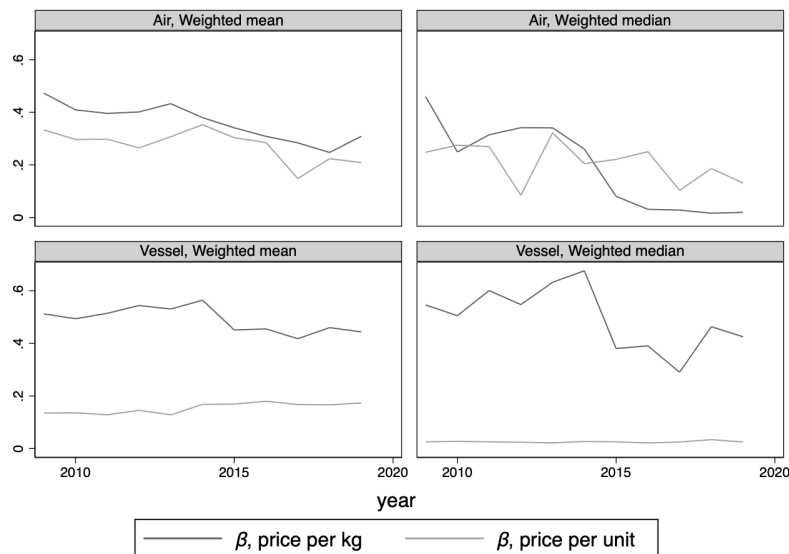 Air, Weighted mean
Air, Weighted median
.6
.4
.2
0
Vessel, Weighted mean
Vessel, Weighted median
.6
.4
.2
0
2010 2015 2020
2010 2015 2020
year
β, price per kg
β, price per unit